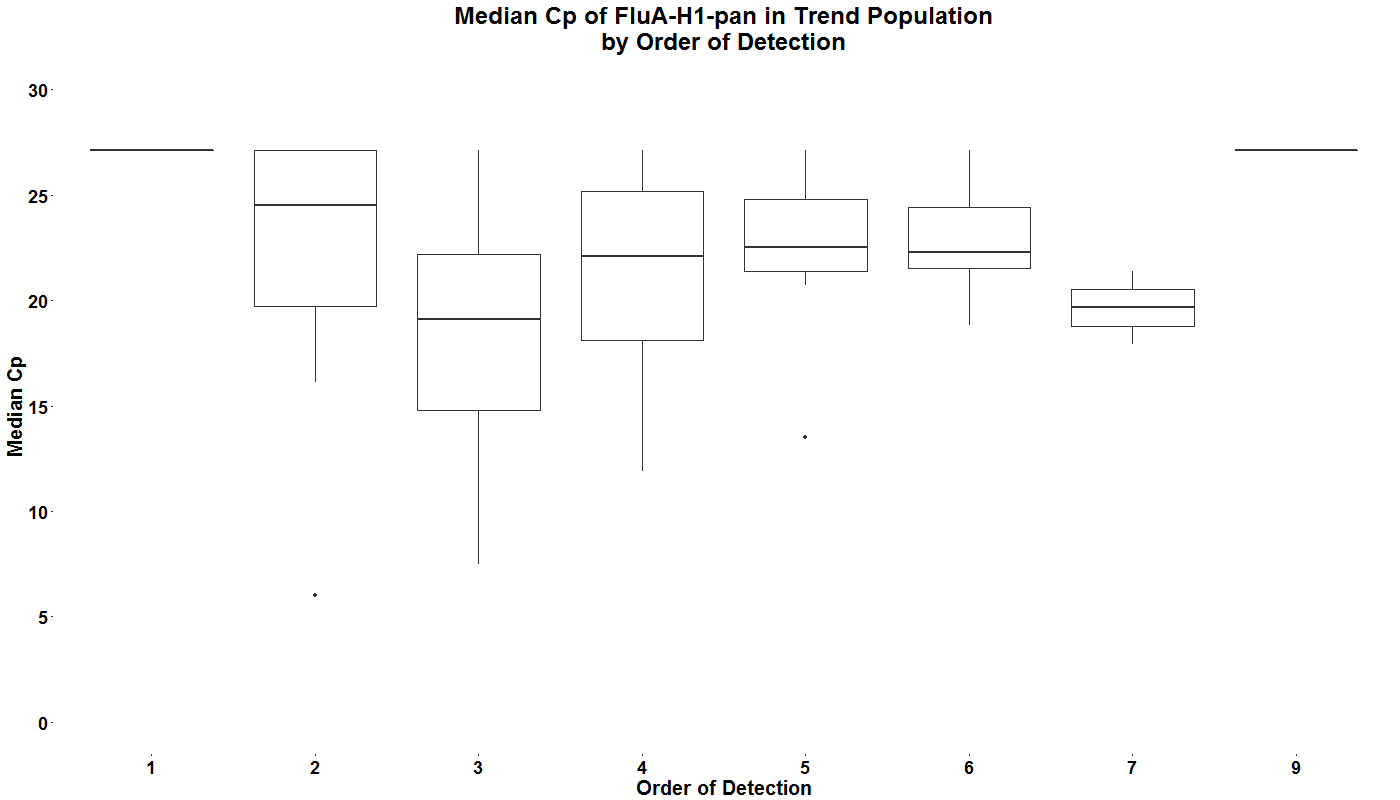 Median Cp of FluA-H1-pan in Trend Population
by Order of Detection
Median Cp
30
25
20
15
10
5
0
1 2 3 4 5 6 7 9
Order of Detection